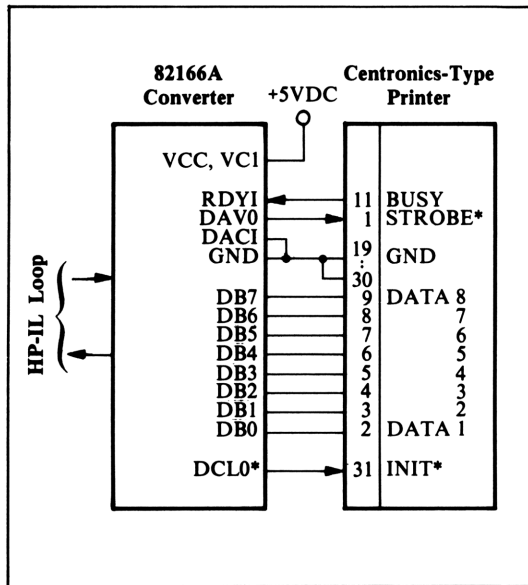 82166A
Converter
+5VDC
Centronics-Type
Printer
VCC, VC1
RDYI 11 BUSY
DAV0 1 STROBE*
DACI
GND 19 GND
:
30
DB7 9 DATA 8
DB6 8 7
DB5 7 6
DB4 6 5
DB3 5 4
DB2 4 3
DB1 3 2
DB0 2 DATA 1
DCL0* 31 INIT*
HP-IL Loop